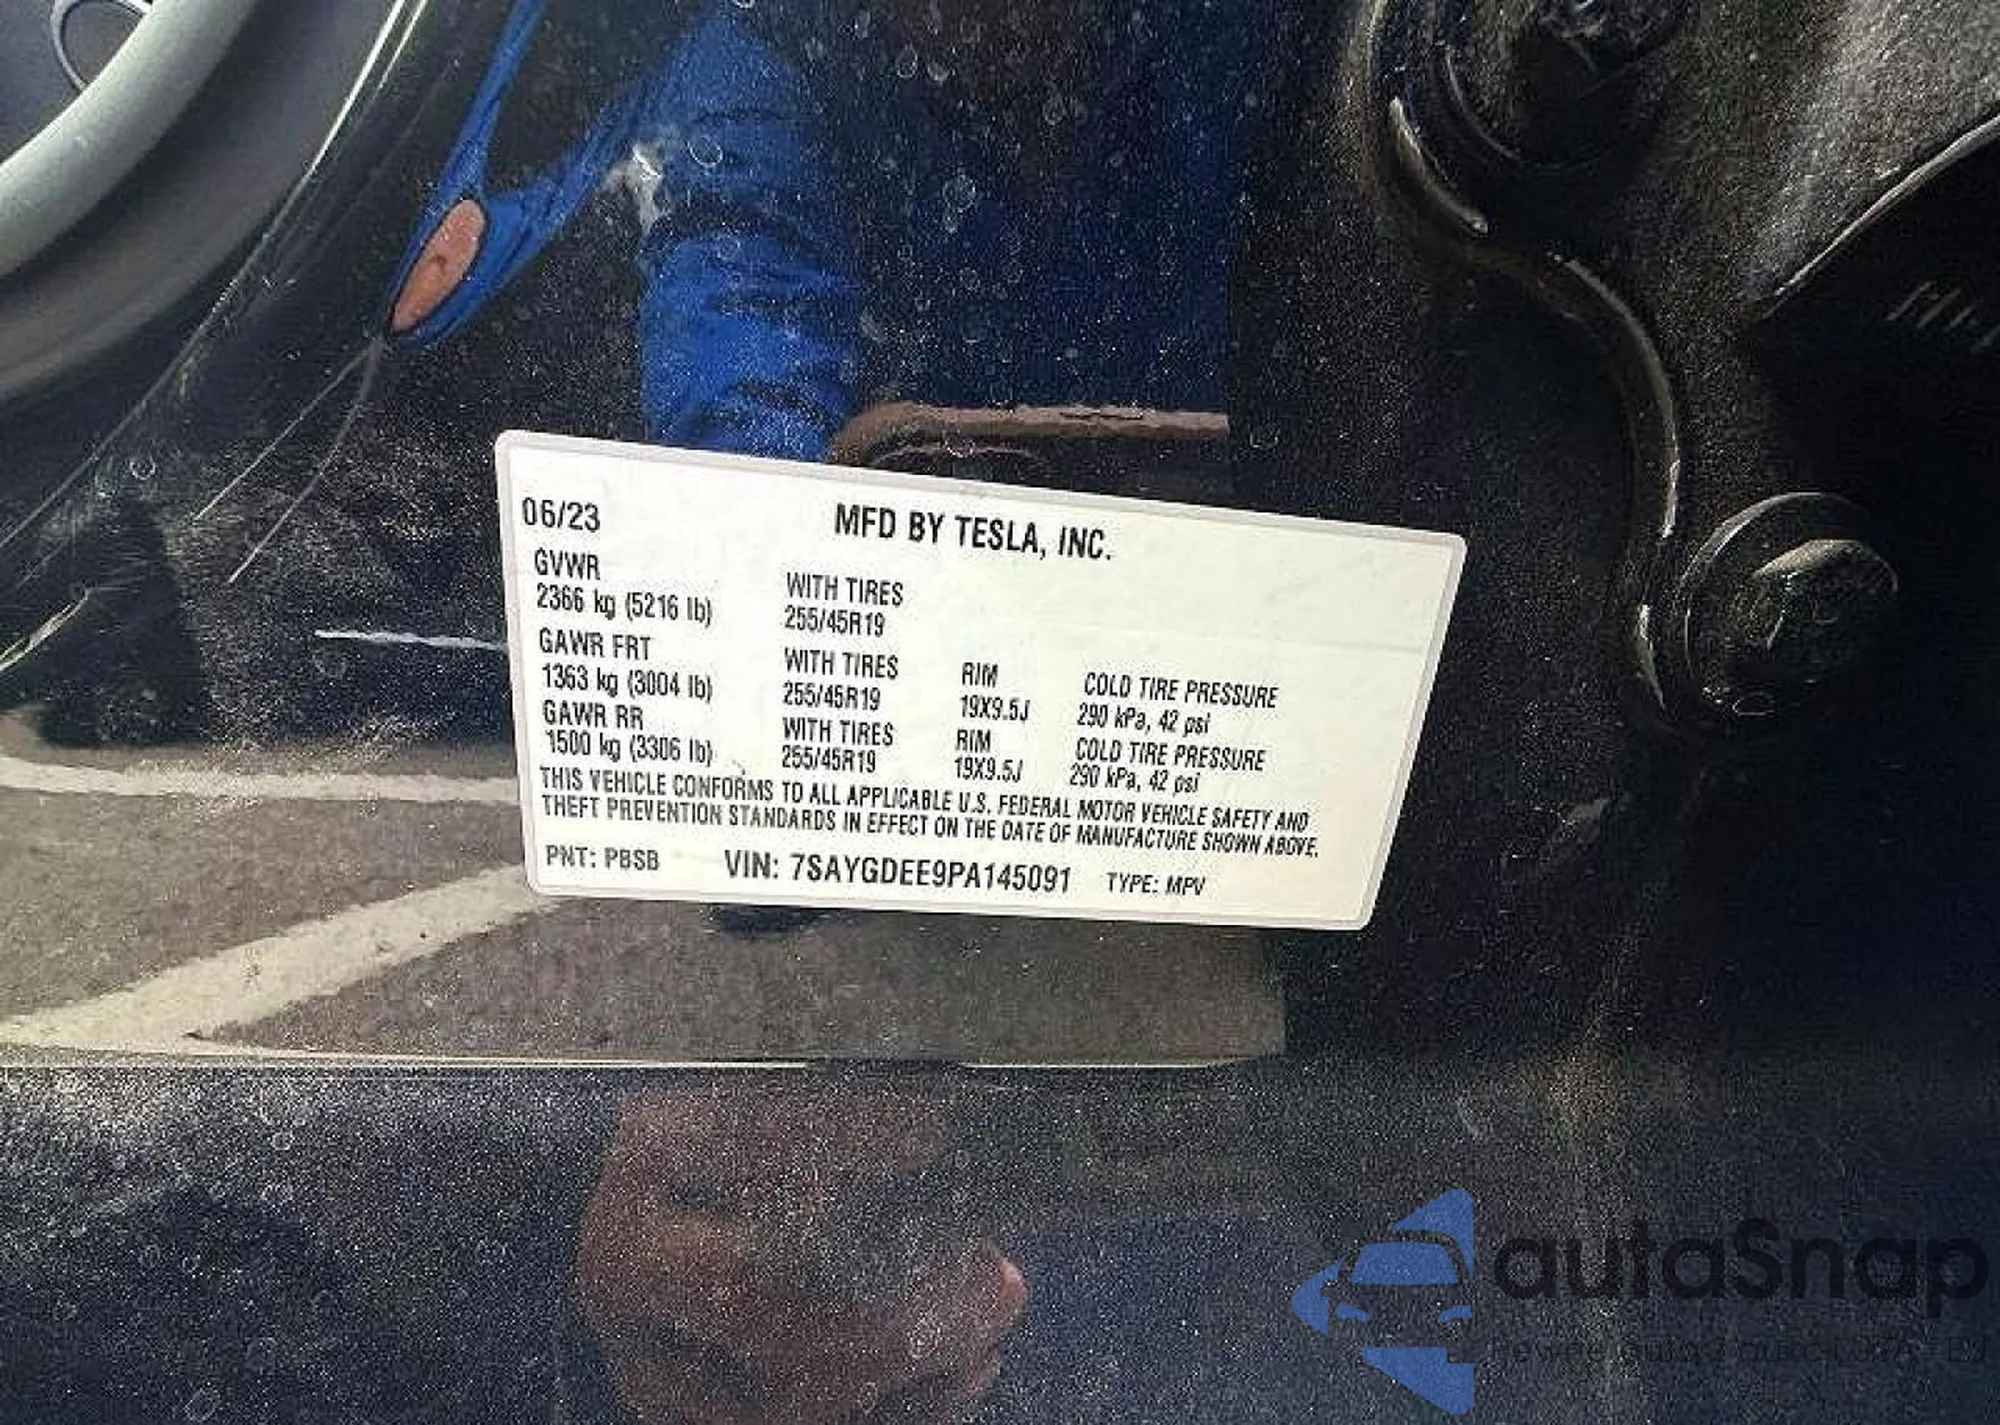 06/23 MFD BY TESLA, INC.
GVWR WITH TIRES
2366 kg (5216 lb) 255/45R19
GAWR FRT WITH TIRES RIM COLD TIRE PRESSURE
1363 kg (3004 lb) 255/45R19 19X9.5J 290 kPa, 42 psi
GAWR RR WITH TIRES RIM COLD TIRE PRESSURE
1500 kg (3306 lb) 255/45R19 19X9.5J 290 kPa, 42 psi
THIS VEHICLE CONFORMS TO ALL APPLICABLE U.S. FEDERAL MOTOR VEHICLE SAFETY AND
THEFT PREVENTION STANDARDS IN EFFECT ON THE DATE OF MANUFACTURE SHOWN ABOVE.
PNT: PBSB VIN: 7SAYGDEE9PA145091 TYPE: MPV
autaSnap